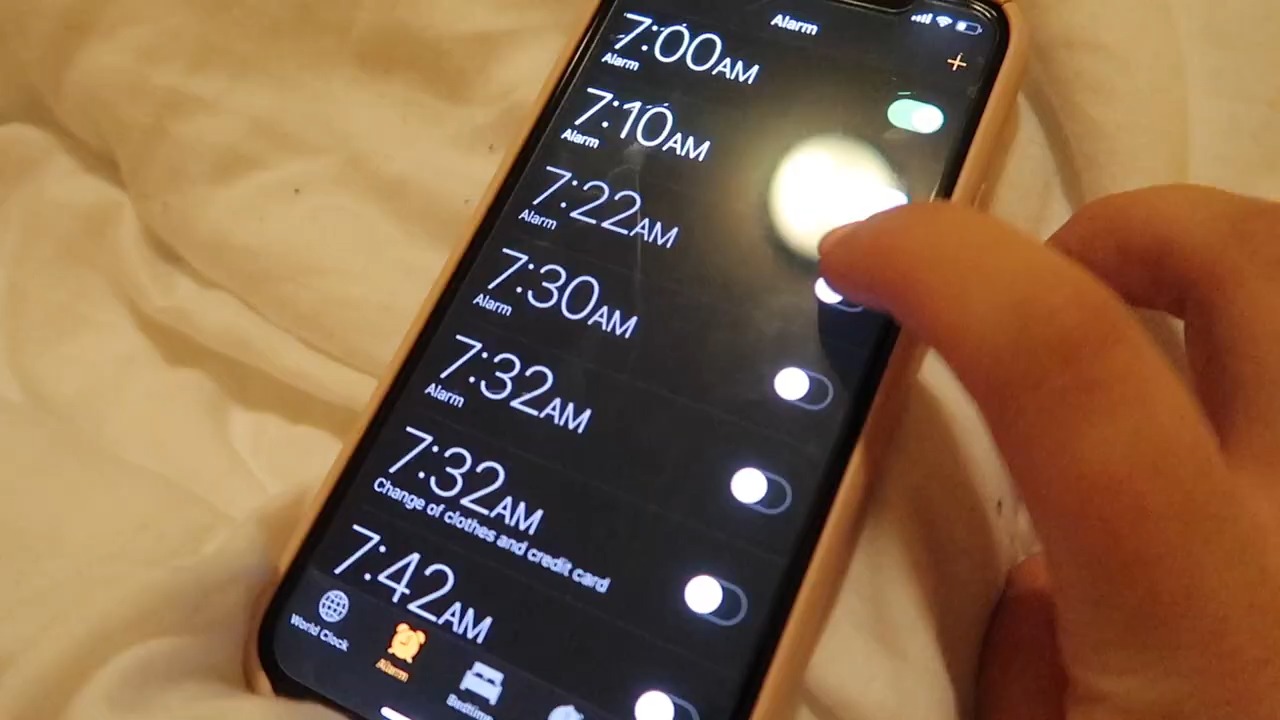 Alarm
7:00AM
Alarm
7:10AM
Alarm
7:22AM
Alarm
7:30AM
Alarm
7:32AM
Alarm
7:32AM
Change of clothes and credit card
7:42AM
World Clock
Alarm
Bedtime